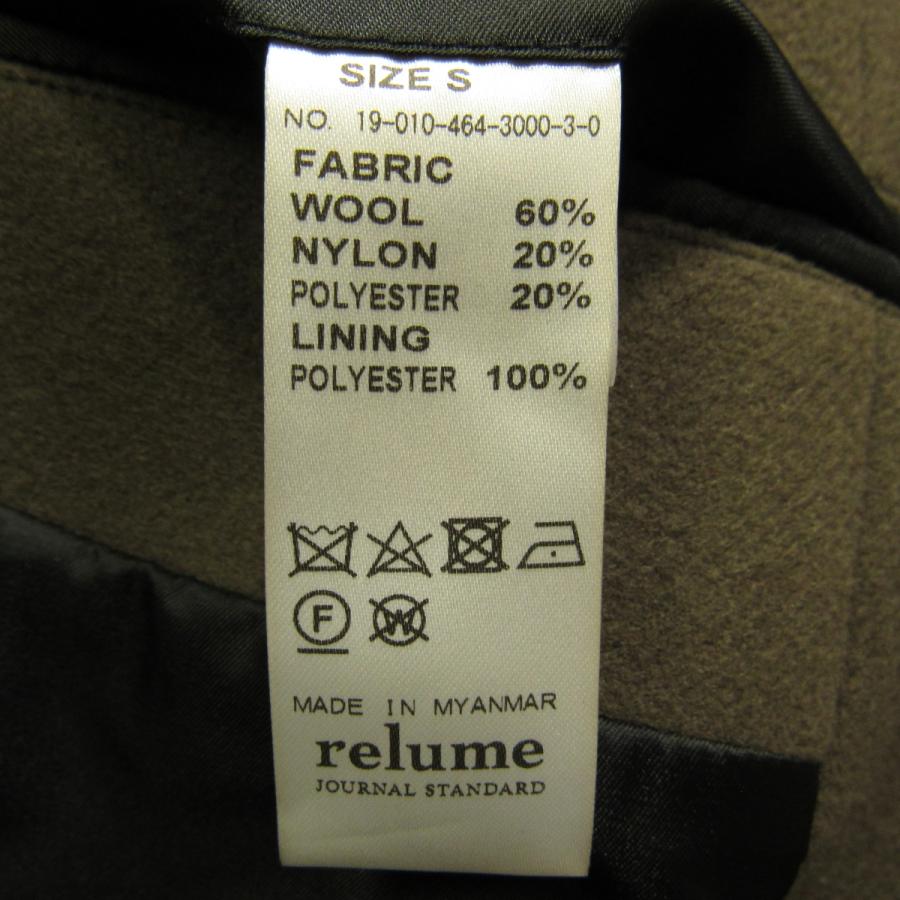 SIZE S
NO. 19-010-464-3000-3-0
FABRIC
WOOL 60%
NYLON 20%
POLYESTER 20%
LINING
POLYESTER 100%
F W
MADE IN MYANMAR
relume
JOURNAL STANDARD